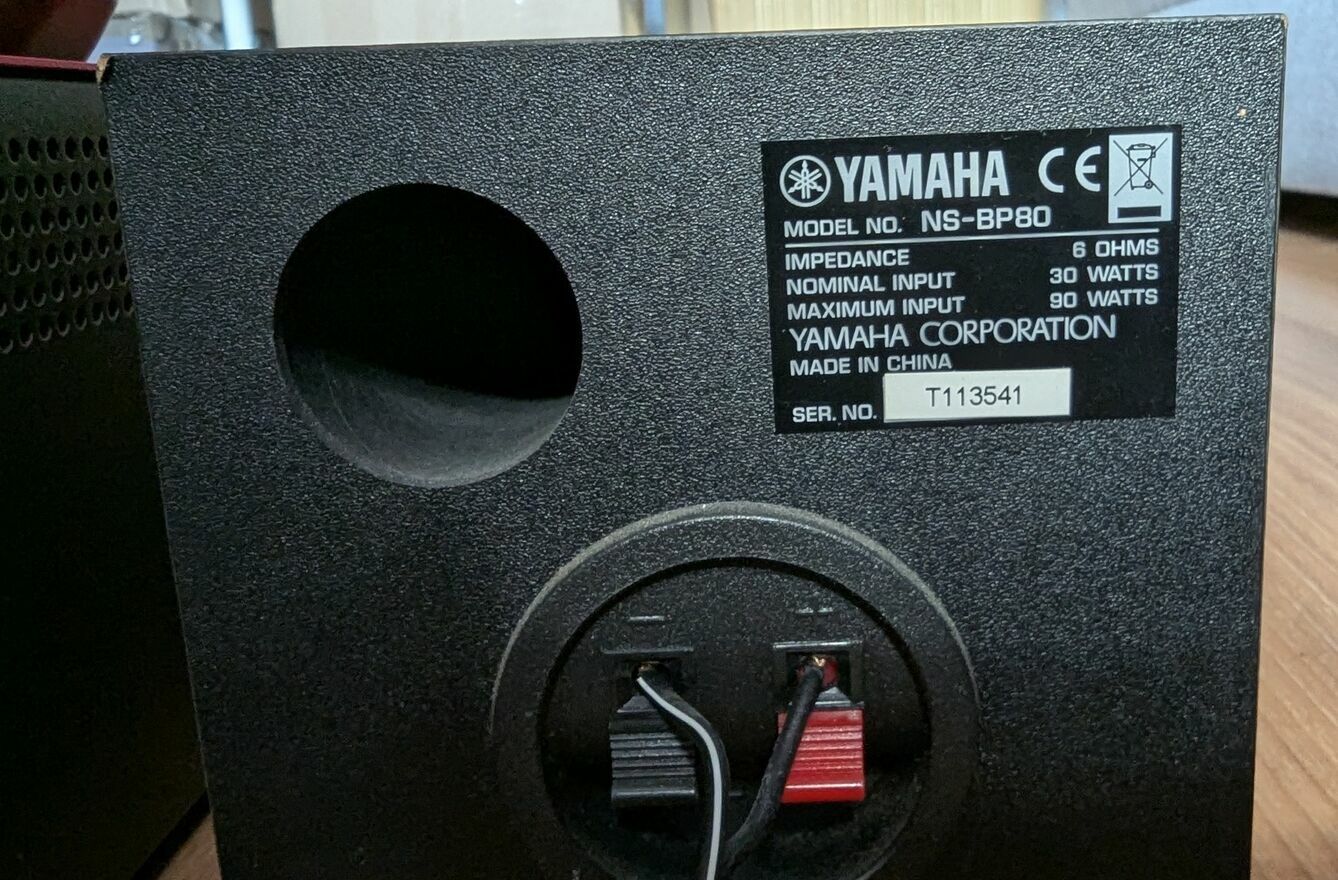 YAMAHA CE
MODEL NO. NS-BP80
IMPEDANCE 6 OHMS
NOMINAL INPUT 30 WATTS
MAXIMUM INPUT 90 WATTS
YAMAHA CORPORATION
MADE IN CHINA
SER. NO. T113541